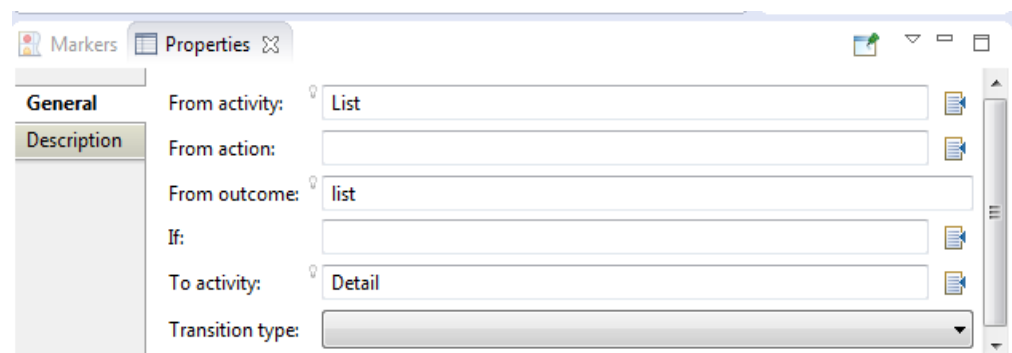 Markers Properties
General
Description
From activity: List
From action:
From outcome: list
If:
To activity: Detail
Transition type: